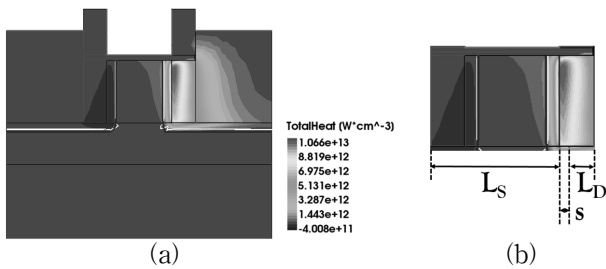 TotalHeat (W*cm^-3)
1.066e+13
8.819e+12
6.975e+12
5.131e+12
3.287e+12
1.443e+12
-4.008e+11
L_S
L_D
s
(a)
(b)